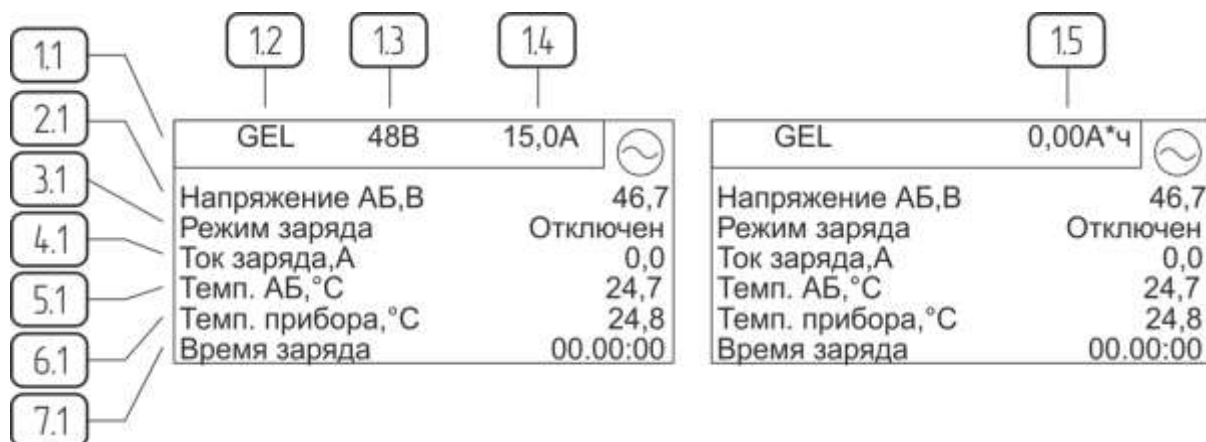 1.2 1.3 1.4 1.5
1.1
2.1
3.1
4.1
5.1
6.1
7.1
GEL 48В 15,0А
Напряжение АБ,В 46,7
Режим заряда Отключен
Ток заряда,А 0,0
Темп. АБ,°С 24,7
Темп. прибора,°С 24,8
Время заряда 00.00:00
GEL 0,00А*ч
Напряжение АБ,В 46,7
Режим заряда Отключен
Ток заряда,А 0,0
Темп. АБ,°С 24,7
Темп. прибора,°С 24,8
Время заряда 00.00:00